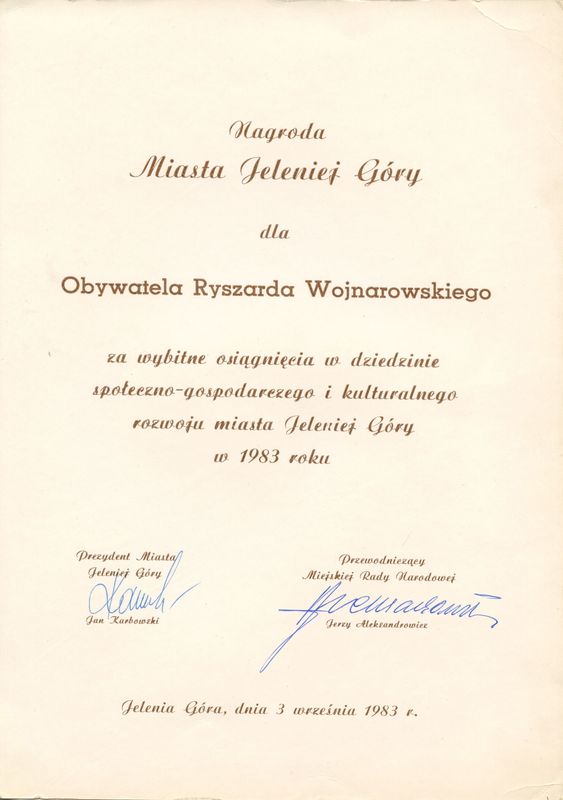 Nagroda
Miasta Jeleniej Góry
dla
Obywatela Ryszarda Wojnarowskiego
za wybitne osiągnięcia w dziedzinie
społeczno-gospodarczego i kulturalnego
rozwoju miasta Jeleniej Góry
w 1983 roku
Prezydent Miasta
Jeleniej Góry
Jan Karbowski
Przewodniczący
Miejskiej Rady Narodowej
Jerzy Aleksandrowicz
Jelenia Góra, dnia 3 września 1983 r.